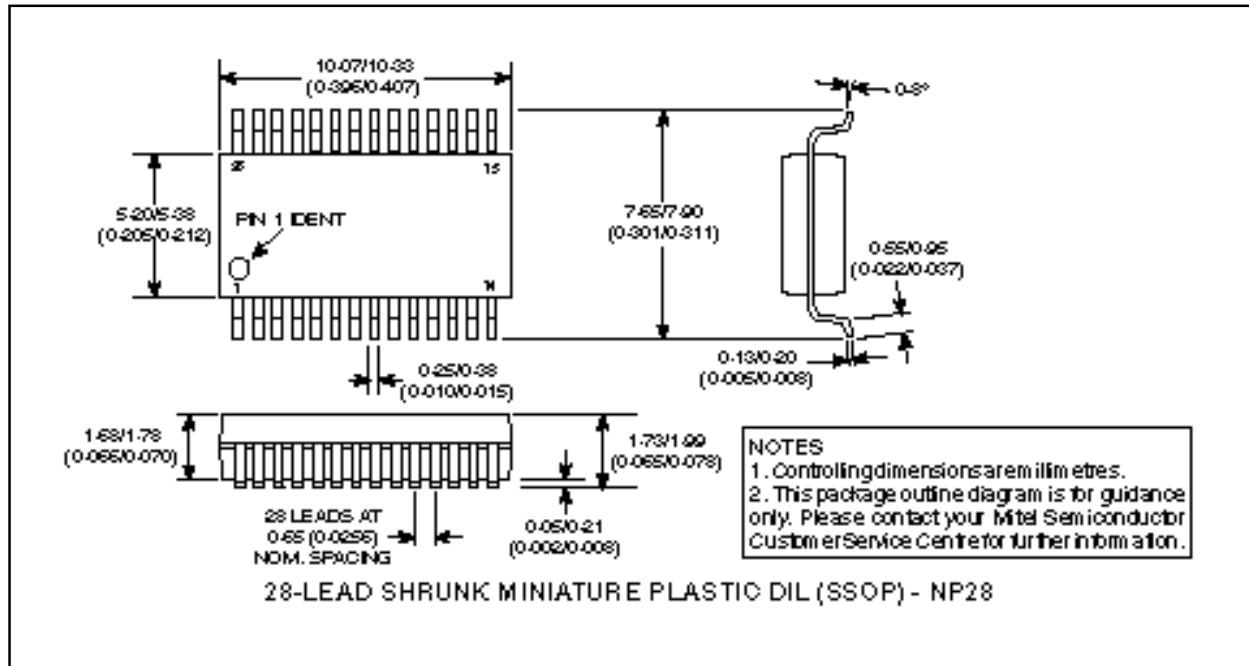 10·07/10·33
(0·396/0·407)
0-8°
28
15
5·20/5·38
(0·205/0·212)
PIN 1 IDENT
7·65/7·90
(0·301/0·311)
0·55/0·95
(0·022/0·037)
1
14
0·25/0·38
(0·010/0·015)
0·13/0·20
(0·005/0·008)
1·68/1·78
(0·066/0·070)
1·73/1·99
(0·065/0·078)
28 LEADS AT
0·65 (0·0256)
NOM. SPACING
0·05/0·21
(0·002/0·008)
NOTES
1. Controlling dimensions are millimetres.
2. This package outline diagram is for guidance
only. Please contact your Mitel Semiconductor
Customer Service Centre for further information.
28-LEAD SHRUNK MINIATURE PLASTIC DIL (SSOP) - NP28